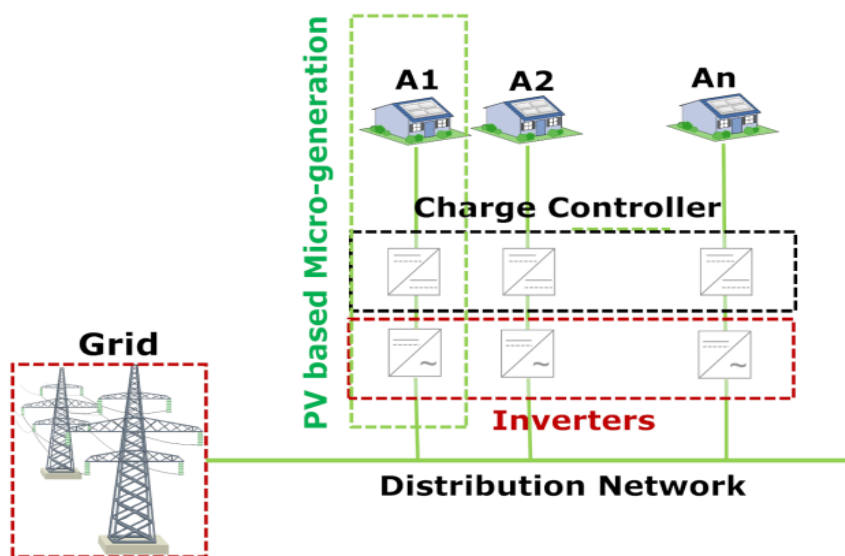 PV based Micro-generation
A1
A2
An
Charge Controller
Grid
~
~
~
Inverters
Distribution Network